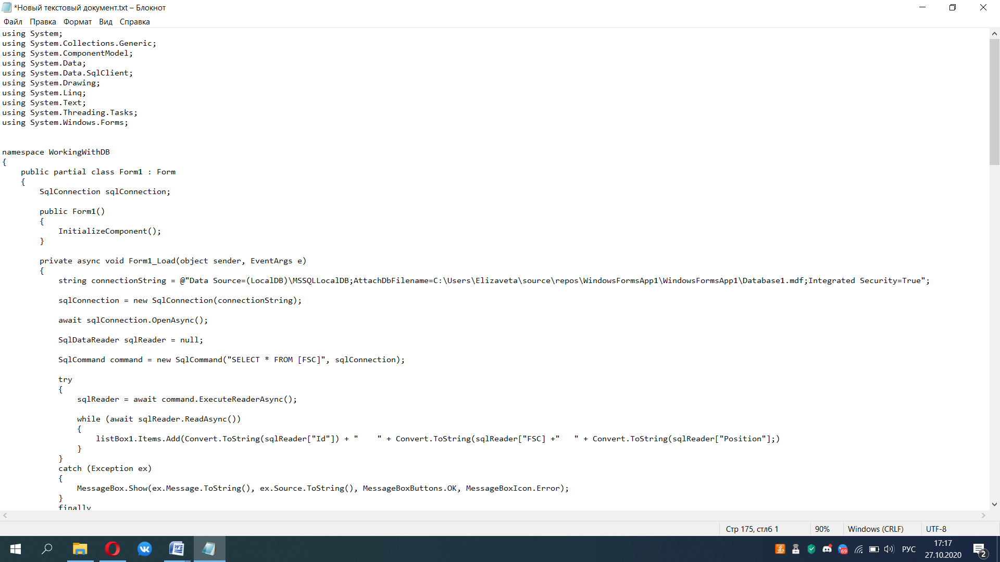 *Новый текстовый документ.txt – Блокнот
Файл Правка Формат Вид Справка
using System;
using System.Collections.Generic;
using System.ComponentModel;
using System.Data;
using System.Data.SqlClient;
using System.Drawing;
using System.Linq;
using System.Text;
using System.Threading.Tasks;
using System.Windows.Forms;
namespace WorkingWithDB
{
    public partial class Form1 : Form
    {
        SqlConnection sqlConnection;
        public Form1()
        {
            InitializeComponent();
        }
        private async void Form1_Load(object sender, EventArgs e)
        {
            string connectionString = @"Data Source=(LocalDB)\MSSQLLocalDB;AttachDbFilename=C:\Users\Elizaveta\source\repos\WindowsFormsApp1\WindowsFormsApp1\Database1.mdf;Integrated Security=True";
            sqlConnection = new SqlConnection(connectionString);
            await sqlConnection.OpenAsync();
            SqlDataReader sqlReader = null;
            SqlCommand command = new SqlCommand("SELECT * FROM [FSC]", sqlConnection);
            try
            {
                sqlReader = await command.ExecuteReaderAsync();
                while (await sqlReader.ReadAsync())
                {
                    listBox1.Items.Add(Convert.ToString(sqlReader["Id"]) + "    " + Convert.ToString(sqlReader["FSC] +"   " + Convert.ToString(sqlReader["Position"];)
                }
            }
            catch (Exception ex)
            {
                MessageBox.Show(ex.Message.ToString(), ex.Source.ToString(), MessageBoxButtons.OK, MessageBoxIcon.Error);
            }
            finally
Стр 175, стлб 1 90% Windows (CRLF) UTF-8
69 РУС 17:17
27.10.2020 2